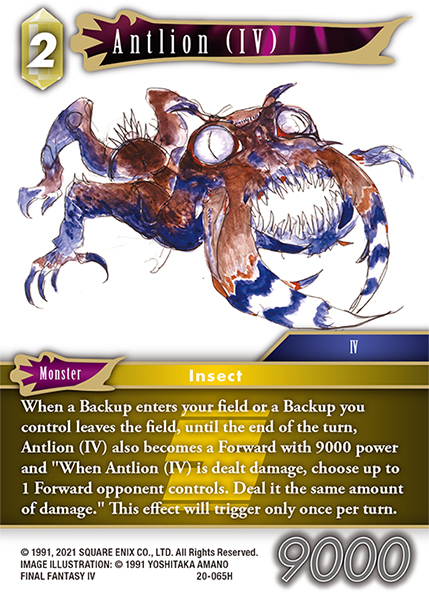 2
Antlion (IV)
IV
Monster
Insect
When a Backup enters your field or a Backup you
control leaves the field, until the end of the turn,
Antlion (IV) also becomes a Forward with 9000 power
and "When Antlion (IV) is dealt damage, choose up to
1 Forward opponent controls. Deal it the same amount
of damage." This effect will trigger only once per turn.
© 1991, 2021 SQUARE ENIX CO., LTD. All Rights Reserved.
IMAGE ILLUSTRATION: © 1991 YOSHITAKA AMANO
FINAL FANTASY IV 20-065H
9000